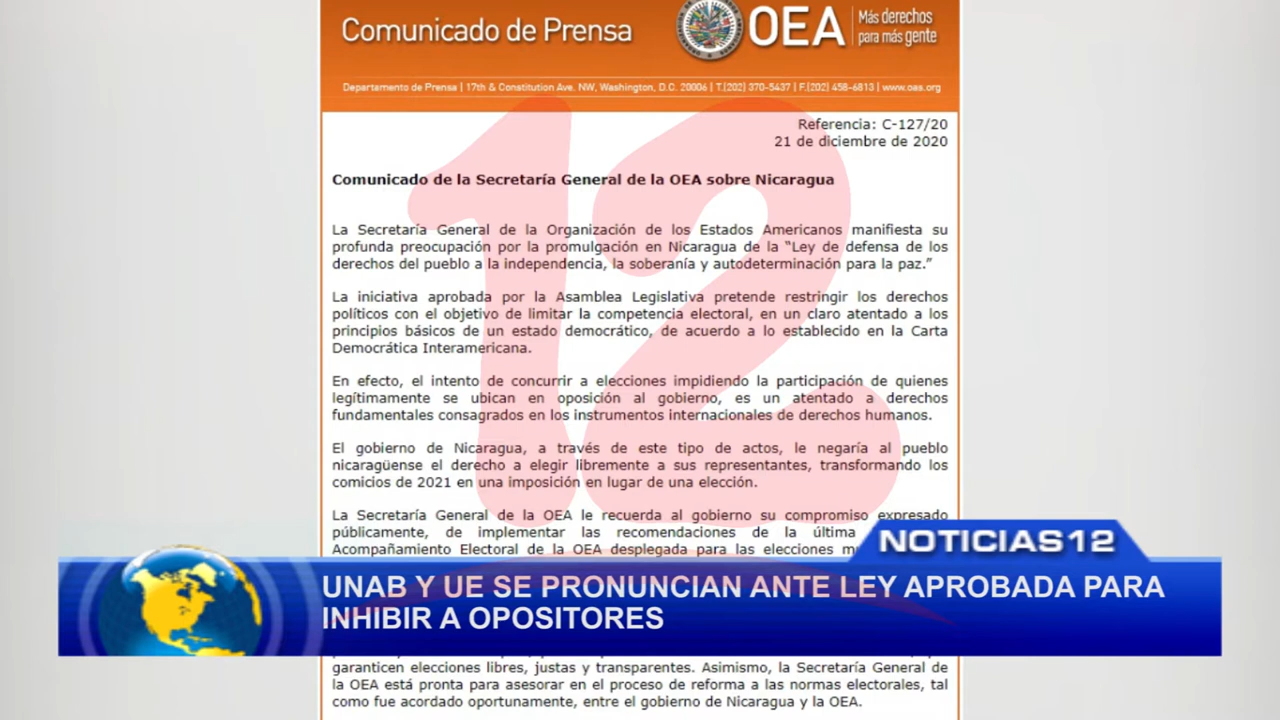 Comunicado de Prensa
OEA
Más derechos
para más gente
Departamento de Prensa | 17th & Constitution Ave. NW, Washington, D.C. 20006 | T.(202) 370-5437 | F.(202) 458-6813 | www.oas.org
Referencia: C-127/20
21 de diciembre de 2020
Comunicado de la Secretaría General de la OEA sobre Nicaragua
La Secretaría General de la Organización de los Estados Americanos manifiesta su
profunda preocupación por la promulgación en Nicaragua de la “Ley de defensa de los
derechos del pueblo a la independencia, la soberanía y autodeterminación para la paz.”
La iniciativa aprobada por la Asamblea Legislativa pretende restringir los derechos
políticos con el objetivo de limitar la competencia electoral, en un claro atentado a los
principios básicos de un estado democrático, de acuerdo a lo establecido en la Carta
Democrática Interamericana.
En efecto, el intento de concurrir a elecciones impidiendo la participación de quienes
legítimamente se ubican en oposición al gobierno, es un atentado a derechos
fundamentales consagrados en los instrumentos internacionales de derechos humanos.
El gobierno de Nicaragua, a través de este tipo de actos, le negaría al pueblo
nicaragüense el derecho a elegir libremente a sus representantes, transformando los
comicios de 2021 en una imposición en lugar de una elección.
La Secretaría General de la OEA le recuerda al gobierno su compromiso expresado
públicamente, de implementar las recomendaciones de la última
Acompañamiento Electoral de la OEA desplegada para las elecciones
12
NOTICIAS12
UNAB Y UE SE PRONUNCIAN ANTE LEY APROBADA PARA
INHIBIR A OPOSITORES
garanticen elecciones libres, justas y transparentes. Asimismo, la Secretaría General de
la OEA está pronta para asesorar en el proceso de reforma a las normas electorales, tal
como fue acordado oportunamente, entre el gobierno de Nicaragua y la OEA.